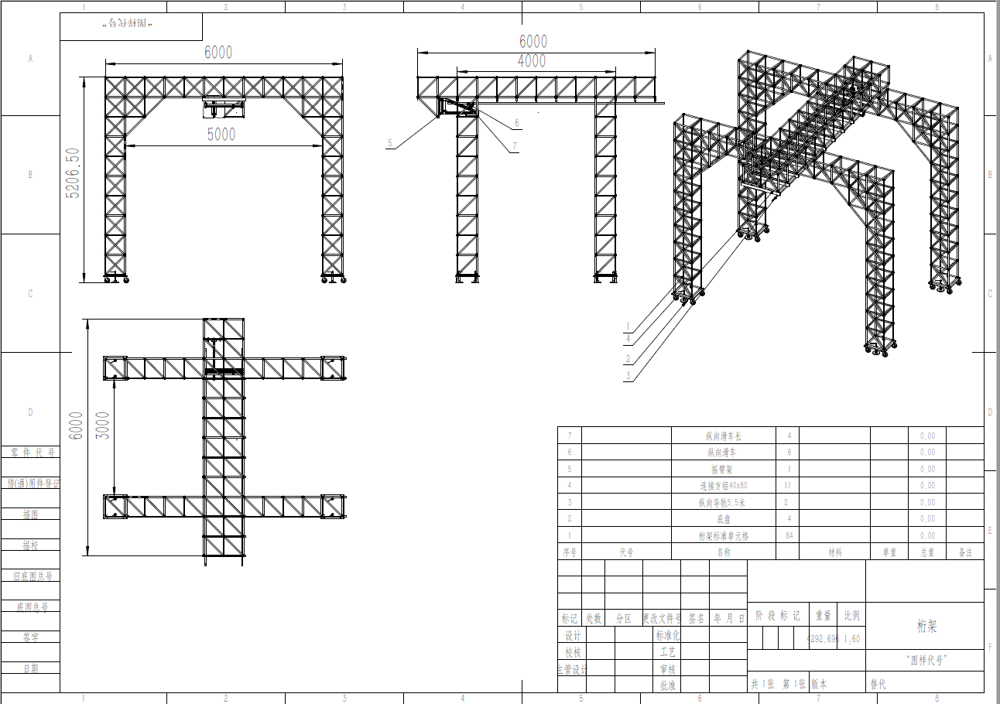 1 2 3 4 5 6 7 8
“图样代号”
6000
5000
5206.50
6000
4000
5
6
7
1
4
2
3
6000
3000
A
B
C
D
A
B
C
D
E
F
零件代号
借(通)用件登记
描图
描校
旧底图总号
底图总号
签字
日期
7 纵向滑车长 4 0.00
6 纵向滑车 6 0.00
5 摇臂架 1 0.00
4 连接方铝40x80 11 0.00
3 纵向导轨5.5米 2 0.00
2 底盘 4 0.00
1 桁架标准单元格 84 0.00
序号 代号 名称 材料 单重 总重 备注
标记 处数 分区 更改文件号 签名 年月日
设计 标准化
校核 工艺
主管设计 审核
批准
阶段标记 重量 比例
4292.696 1:60
共1张 第1张 版本 替代
桁架
“图样代号”
1 2 3 4 5 6 7 8